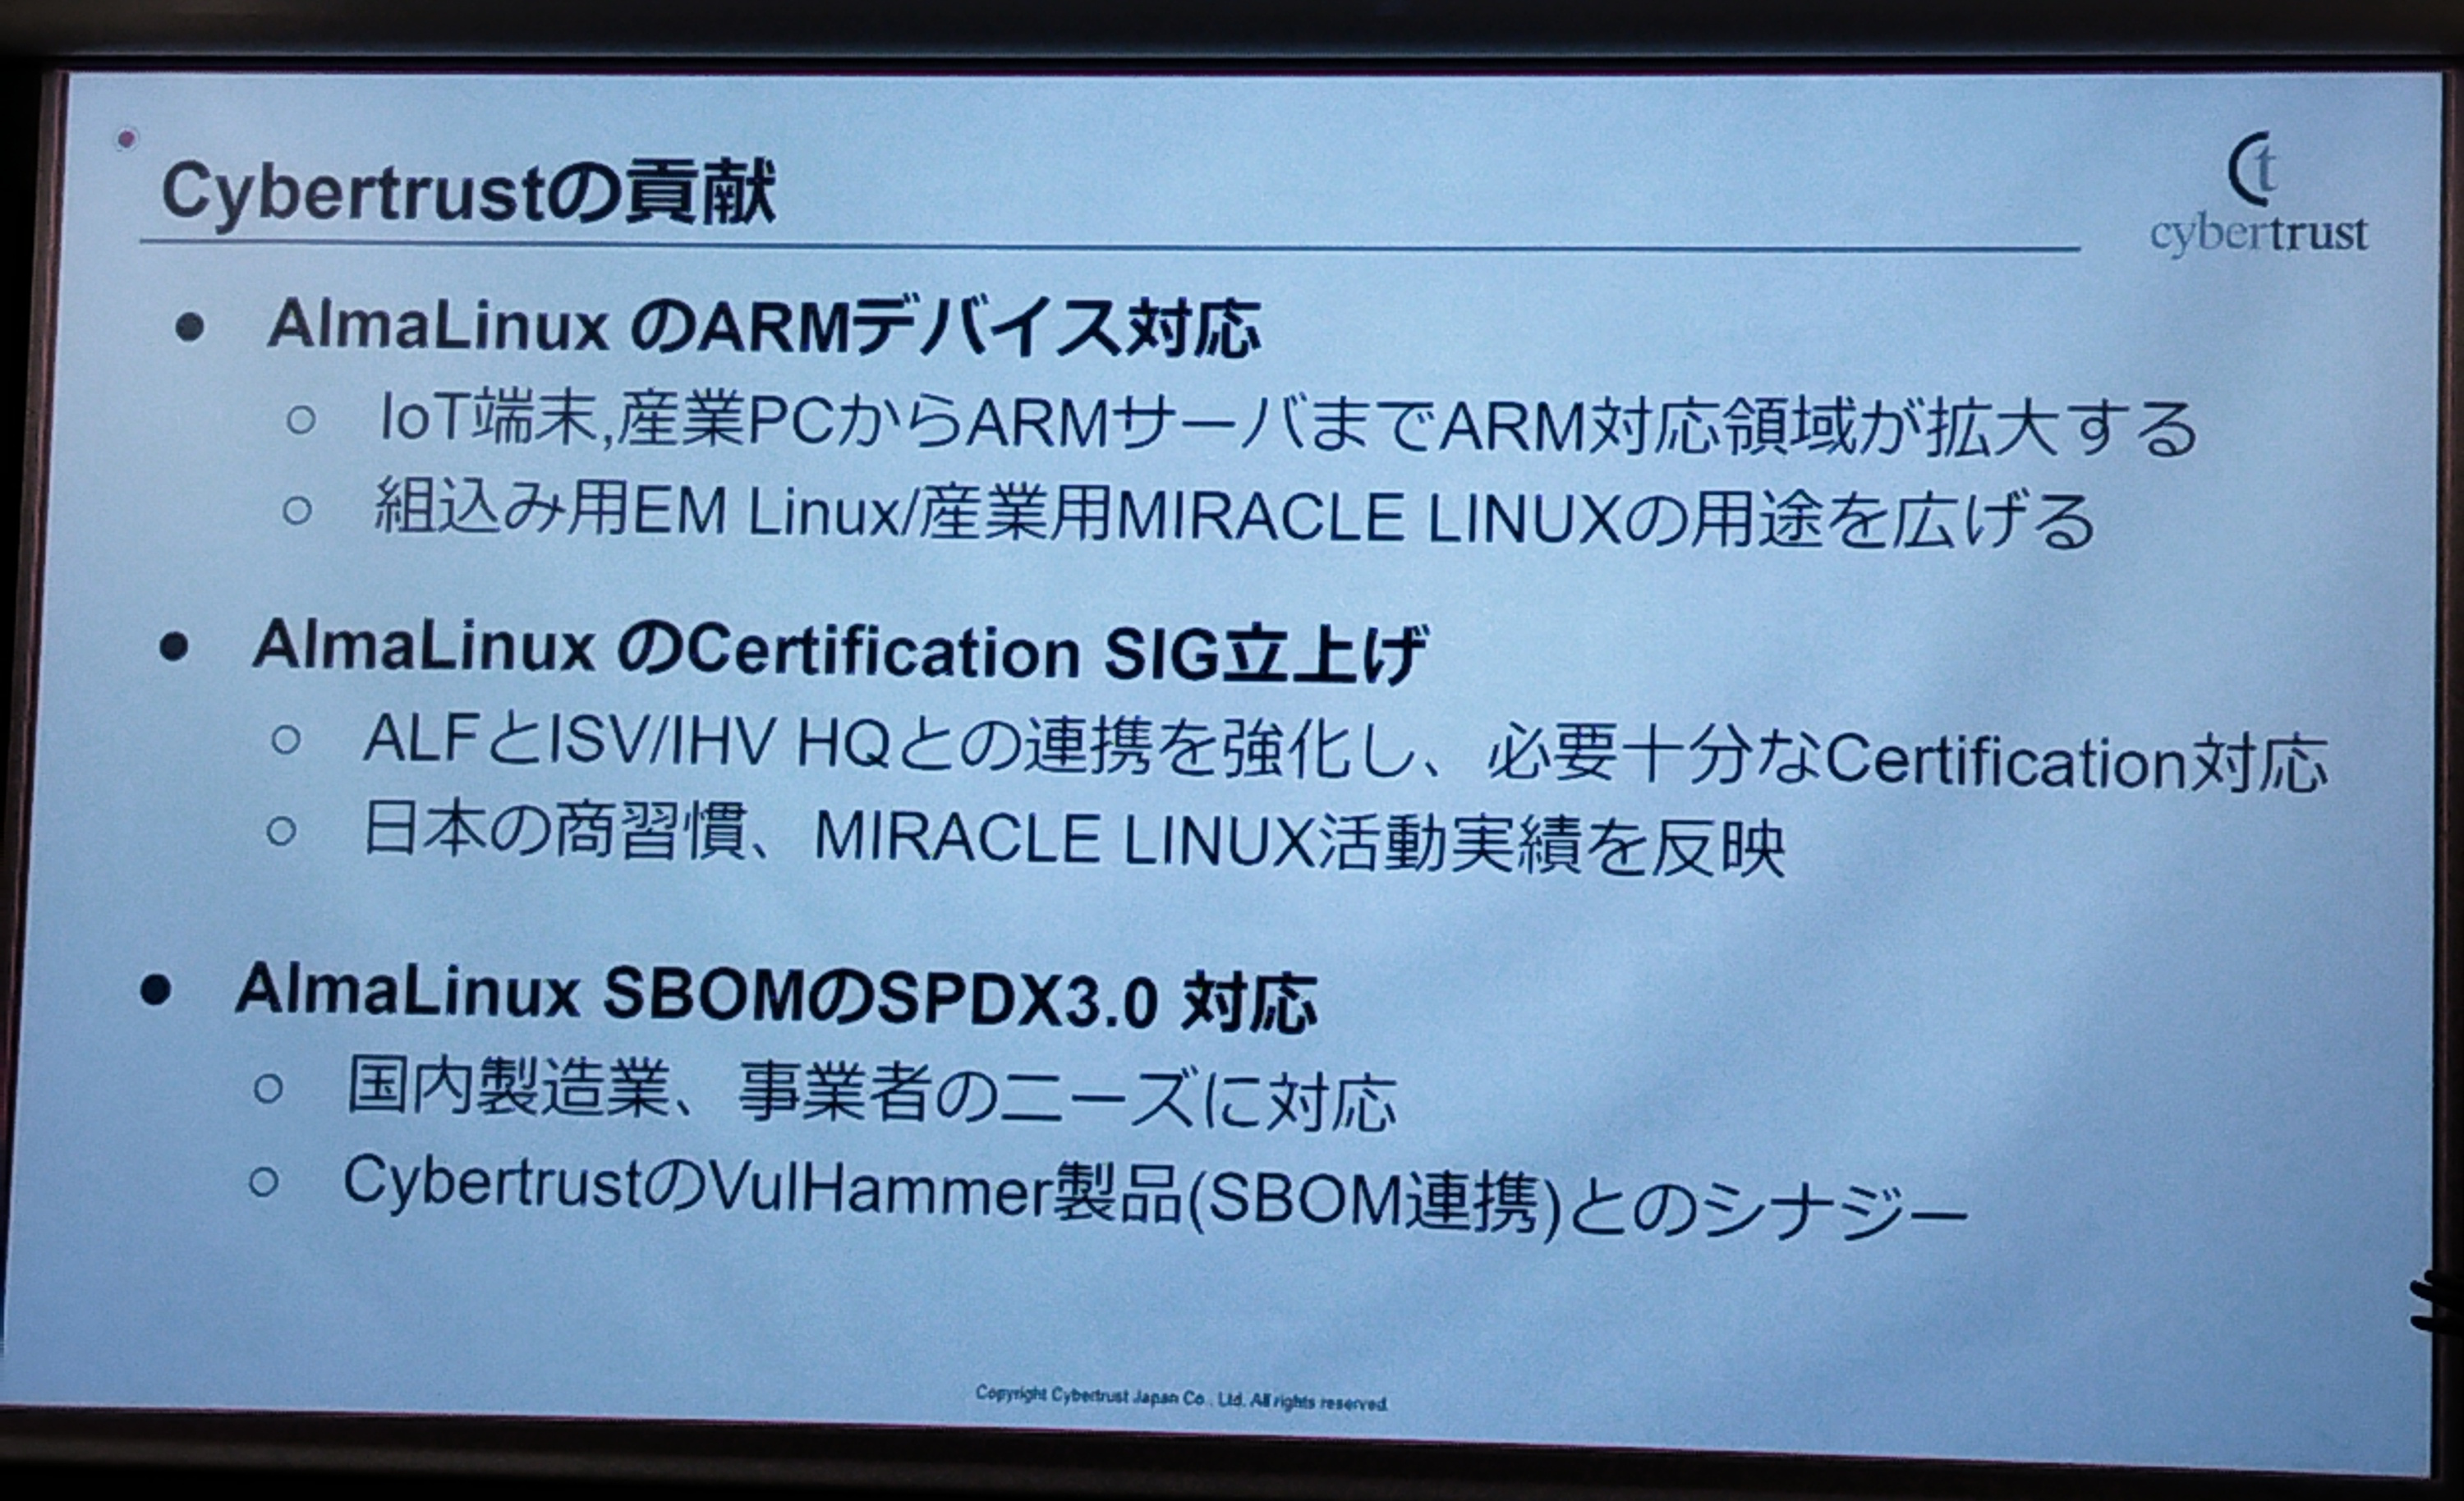 Cybertrustの貢献
cybertrust
● AlmaLinux のARMデバイス対応
○ IoT端末,産業PCからARMサーバまでARM対応領域が拡大する
○ 組込み用EM Linux/産業用MIRACLE LINUXの用途を広げる
● AlmaLinux のCertification SIG立上げ
○ ALFとISV/IHV HQとの連携を強化し、必要十分なCertification対応
○ 日本の商習慣、MIRACLE LINUX活動実績を反映
● AlmaLinux SBOMのSPDX3.0 対応
○ 国内製造業、事業者のニーズに対応
○ CybertrustのVulHammer製品(SBOM連携)とのシナジー
Copyright Cybertrust Japan Co . Ltd. All rights reserved.